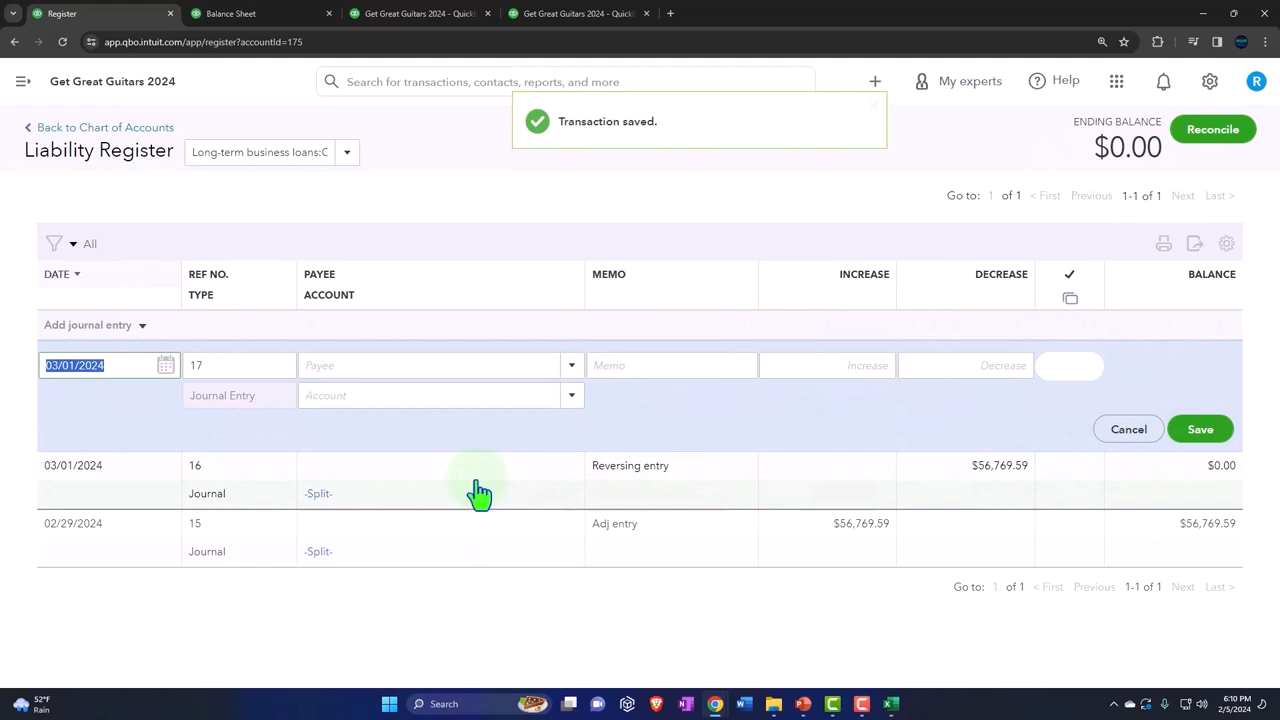 Register
Balance Sheet
Get Great Guitars 2024 - QuickB
Get Great Guitars 2024 - QuickB
app.qbo.intuit.com/app/register?accountId=175
Get Great Guitars 2024
Search for transactions, contacts, reports, and more
My experts
Help
R
Transaction saved.
Back to Chart of Accounts
Liability Register
Long-term business loans:C
ENDING BALANCE
$0.00
Reconcile
Go to: 1 of 1 < First Previous 1-1 of 1 Next Last >
All
DATE REF NO. PAYEE MEMO INCREASE DECREASE BALANCE
TYPE ACCOUNT
Add journal entry
03/01/2024 17 Payee Memo Increase Decrease
Journal Entry Account
Cancel Save
03/01/2024 16 Reversing entry $56,769.59 $0.00
Journal -Split-
02/29/2024 15 Adj entry $56,769.59 $56,769.59
Journal -Split-
Go to: 1 of 1 < First Previous 1-1 of 1 Next Last >
52°F
Rain
Search
6:10 PM
2/5/2024